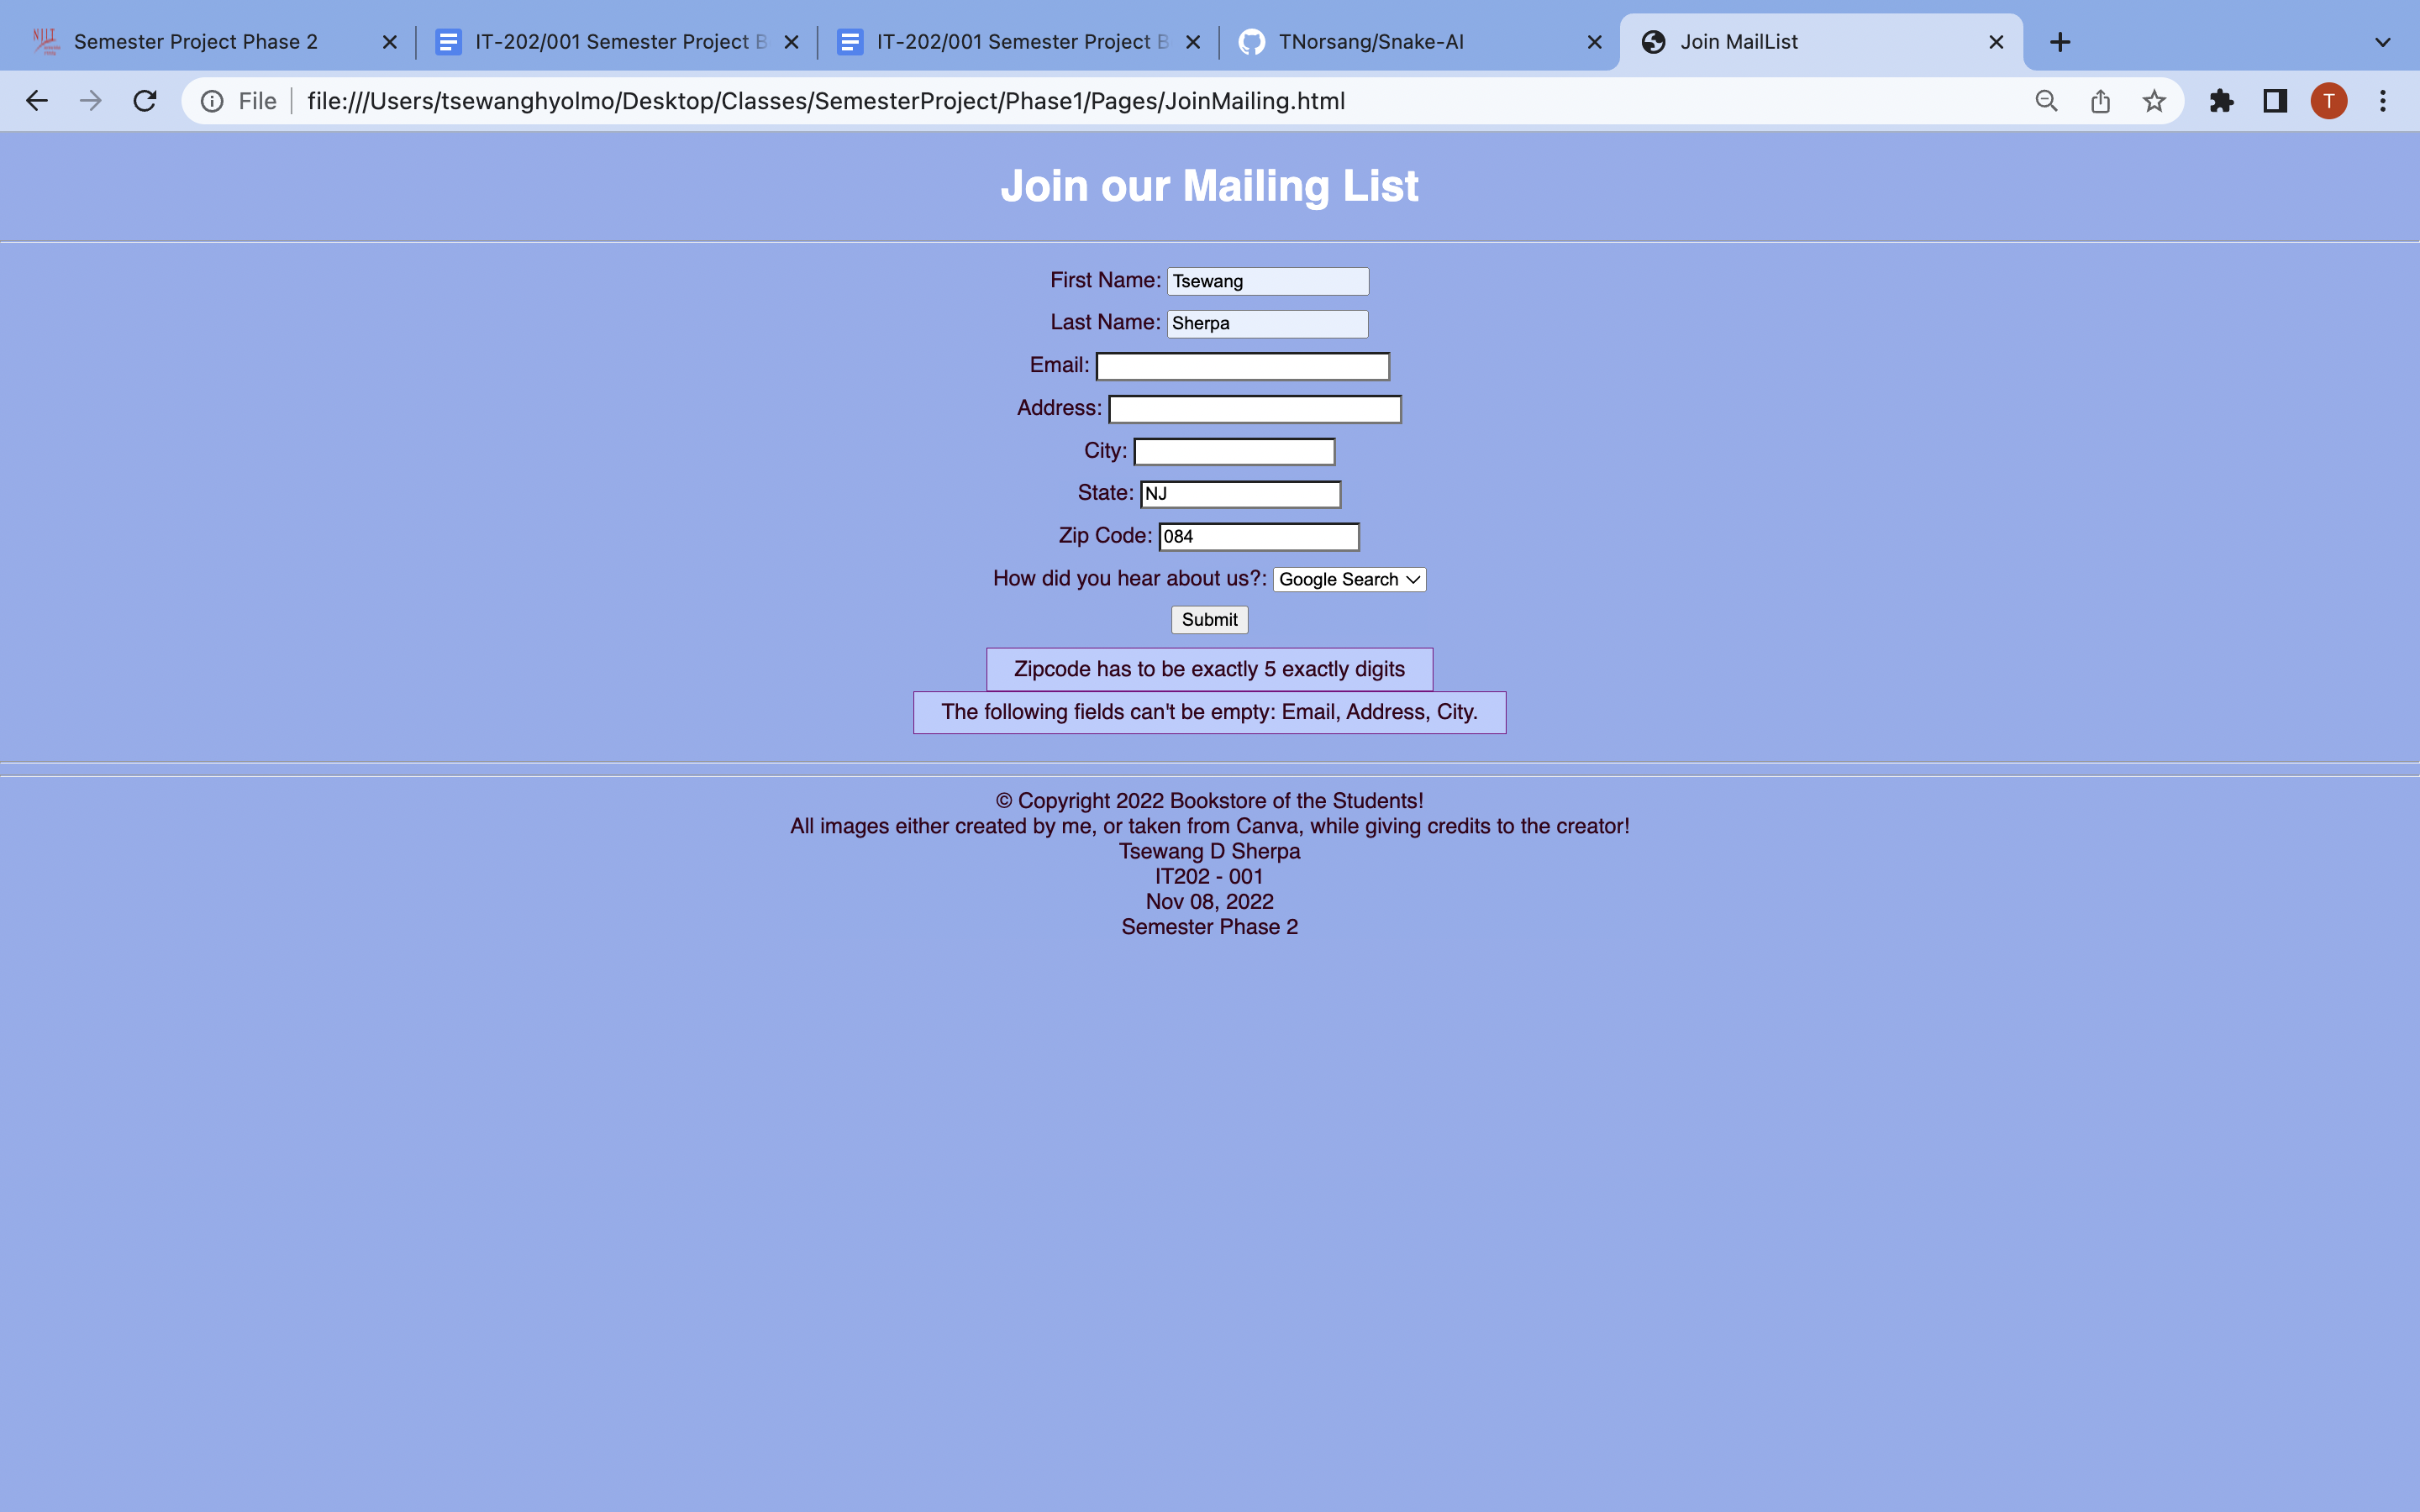 Semester Project Phase 2
IT-202/001 Semester Project B
IT-202/001 Semester Project B
TNorsang/Snake-AI
Join MailList
File
file:///Users/tsewanghyolmo/Desktop/Classes/SemesterProject/Phase1/Pages/JoinMailing.html
T
Join our Mailing List
First Name: Tsewang
Last Name: Sherpa
Email:
Address:
City:
State: NJ
Zip Code: 084
How did you hear about us?: Google Search
Submit
Zipcode has to be exactly 5 exactly digits
The following fields can't be empty: Email, Address, City.
© Copyright 2022 Bookstore of the Students!
All images either created by me, or taken from Canva, while giving credits to the creator!
Tsewang D Sherpa
IT202 - 001
Nov 08, 2022
Semester Phase 2